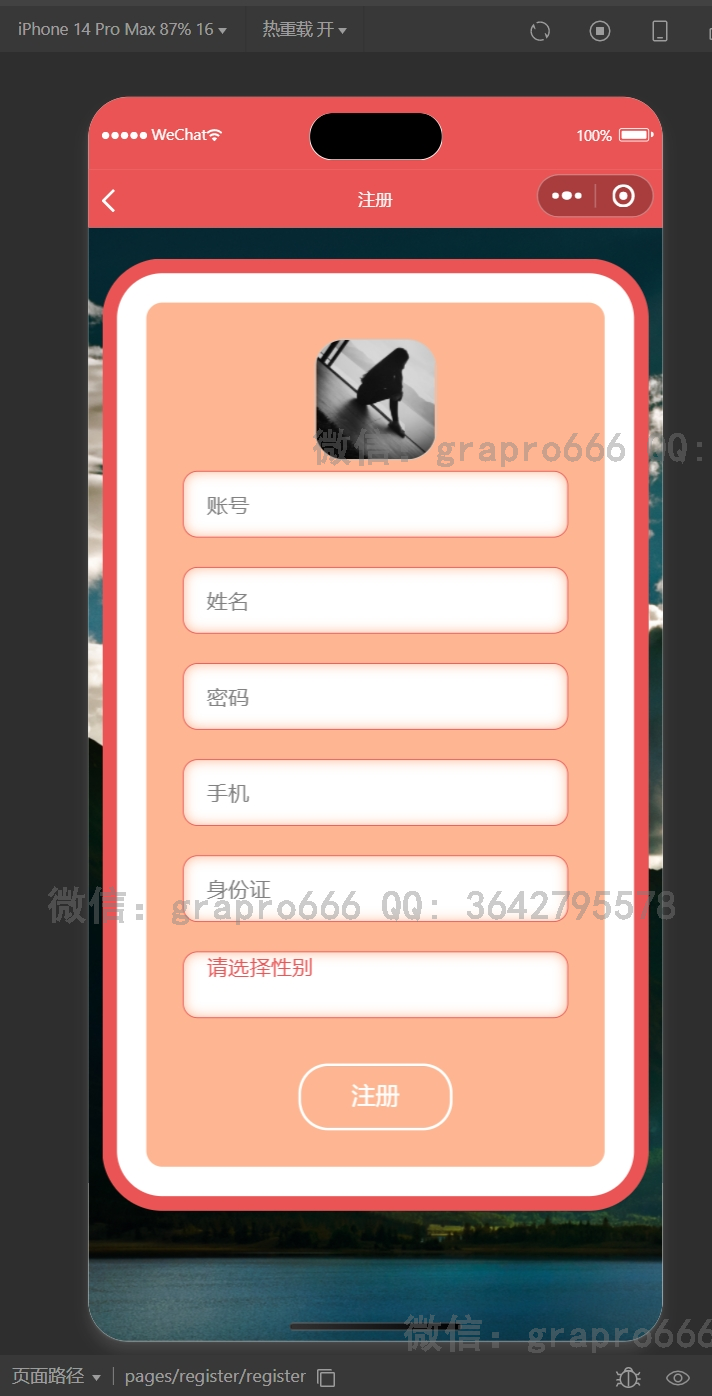 iPhone 14 Pro Max 87% 16
热重载 开
WeChat
100%
注册
微信: grapro666 QQ:
账号
姓名
密码
手机
身份证
微信: grapro666 QQ: 3642795578
请选择性别
注册
微信: grapro666
页面路径
pages/register/register